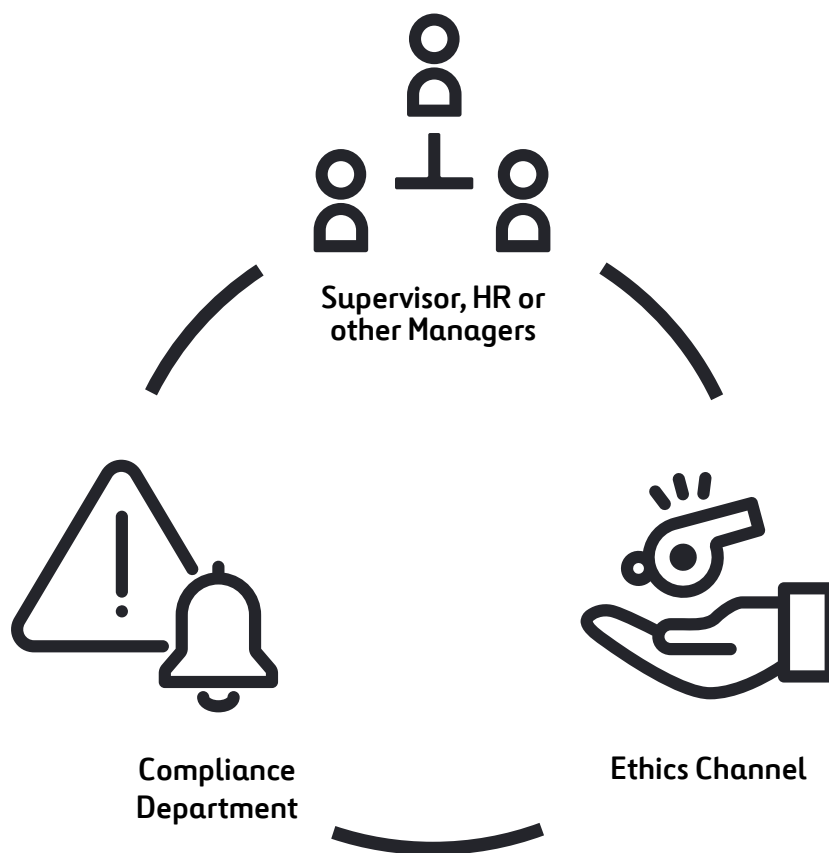 Supervisor, HR or
other Managers
Compliance
Department
Ethics Channel